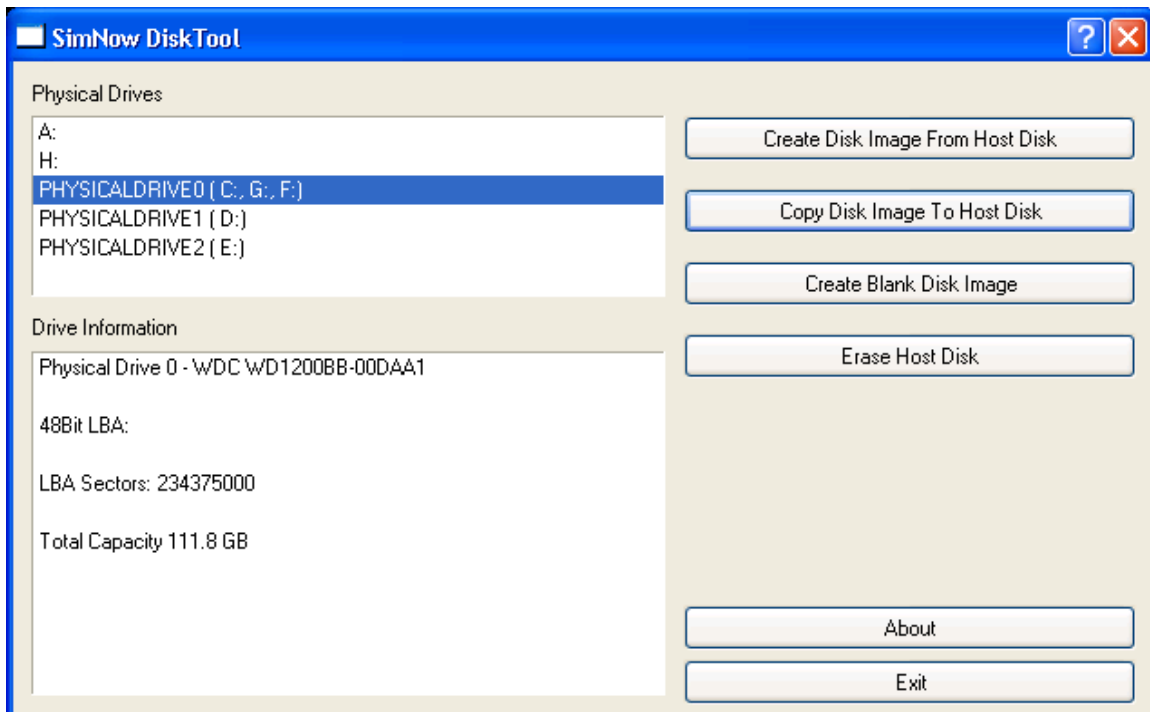 SimNow DiskTool
Physical Drives
A:
H:
PHYSICALDRIVE0 ( C:, G:, F:)
PHYSICALDRIVE1 ( D:)
PHYSICALDRIVE2 ( E:)
Create Disk Image From Host Disk
Copy Disk Image To Host Disk
Create Blank Disk Image
Erase Host Disk
Drive Information
Physical Drive 0 - WDC WD1200BB-00DAA1
48Bit LBA:
LBA Sectors: 234375000
Total Capacity 111.8 GB
About
Exit